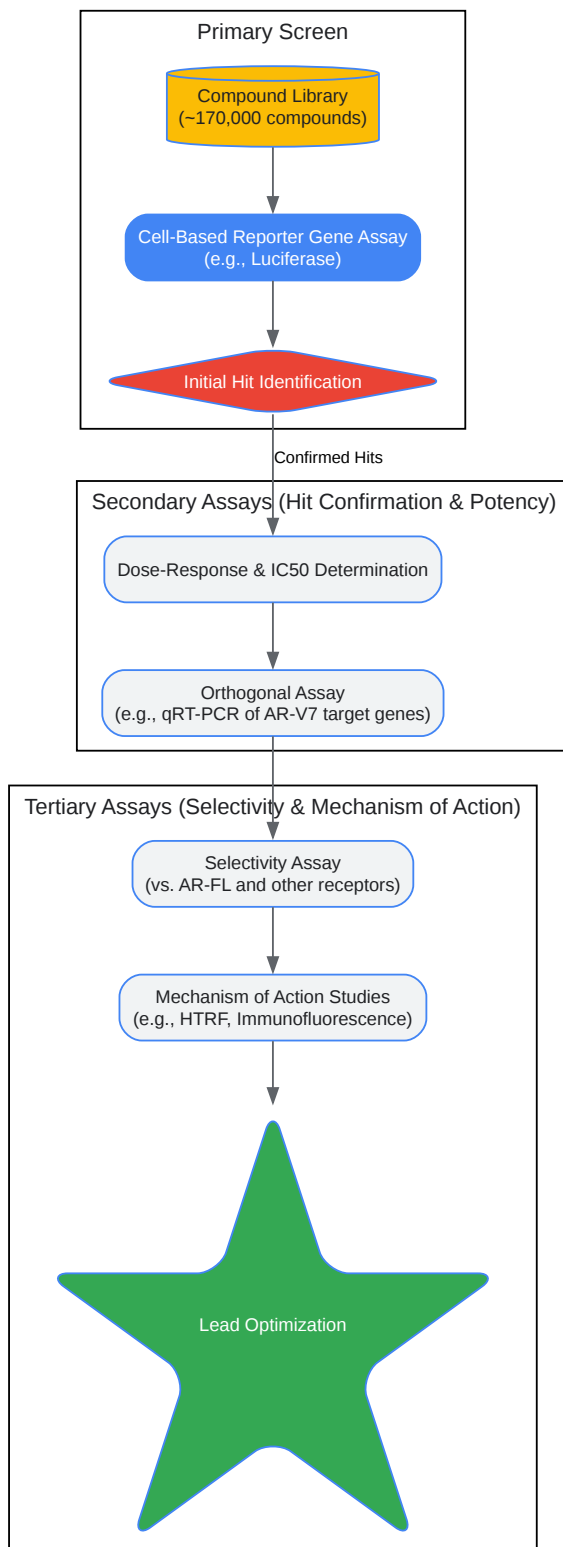 Primary Screen
Compound Library
(~170,000 compounds)
Cell-Based Reporter Gene Assay
(e.g., Luciferase)
Initial Hit Identification
Confirmed Hits
Secondary Assays (Hit Confirmation & Potency)
Dose-Response & IC50 Determination
Orthogonal Assay
(e.g., qRT-PCR of AR-V7 target genes)
Tertiary Assays (Selectivity & Mechanism of Action)
Selectivity Assay
(vs. AR-FL and other receptors)
Mechanism of Action Studies
(e.g., HTRF, Immunofluorescence)
Lead Optimization